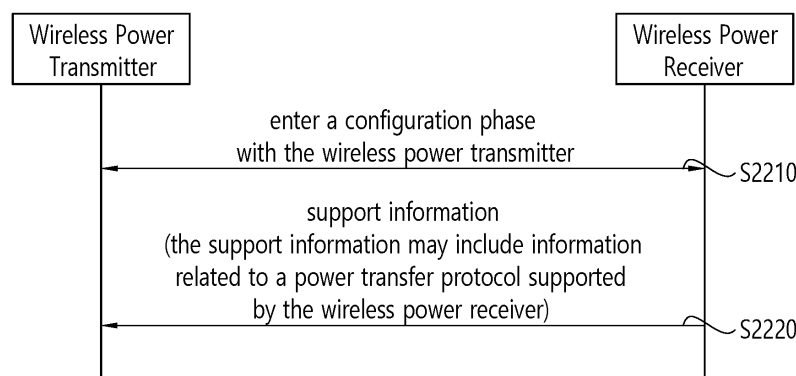 Wireless Power
Transmitter
Wireless Power
Receiver
enter a configuration phase
with the wireless power transmitter
S2210
support information
(the support information may include information
related to a power transfer protocol supported
by the wireless power receiver)
S2220